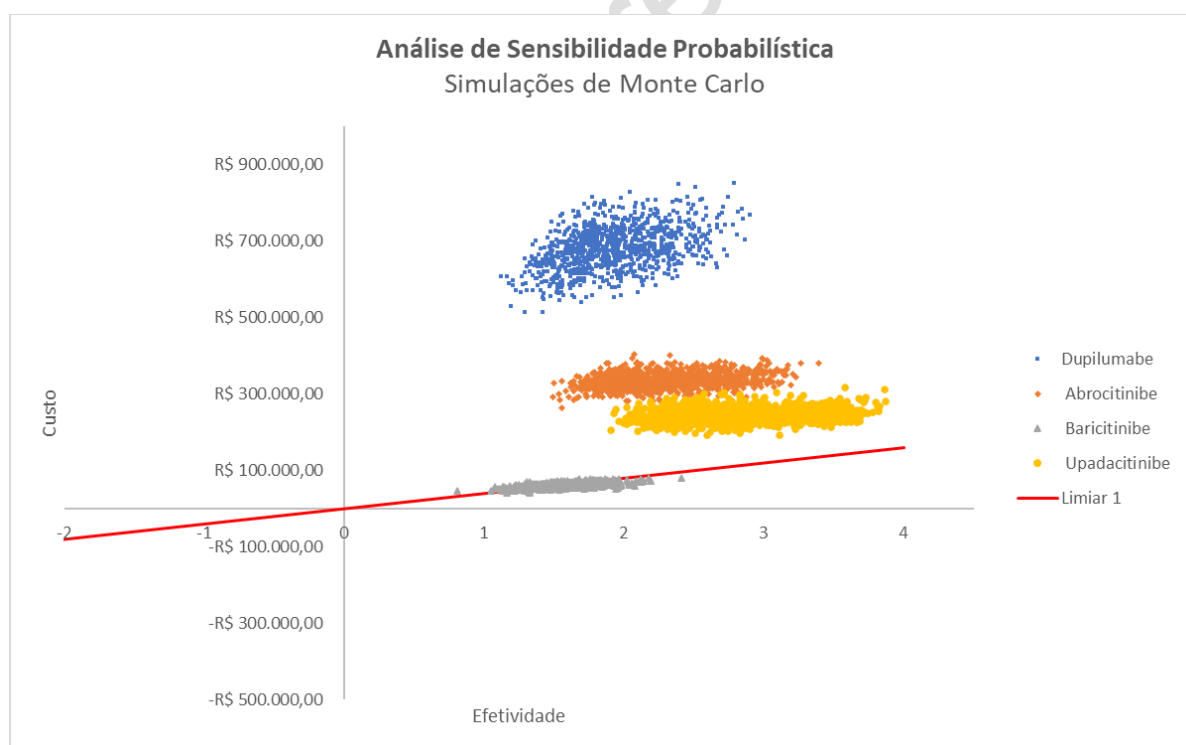 Análise de Sensibilidade Probabilística
Simulações de Monte Carlo
R$ 900.000,00
R$ 700.000,00
R$ 500.000,00
R$ 300.000,00
R$ 100.000,00
-R$ 100.000,00
-R$ 300.000,00
-R$ 500.000,00
Custo
-2 -1 0 1 2 3 4
Efetividade
Dupilumabe
Abrocitinibe
Baricitinibe
Upadacitinibe
Limiar 1